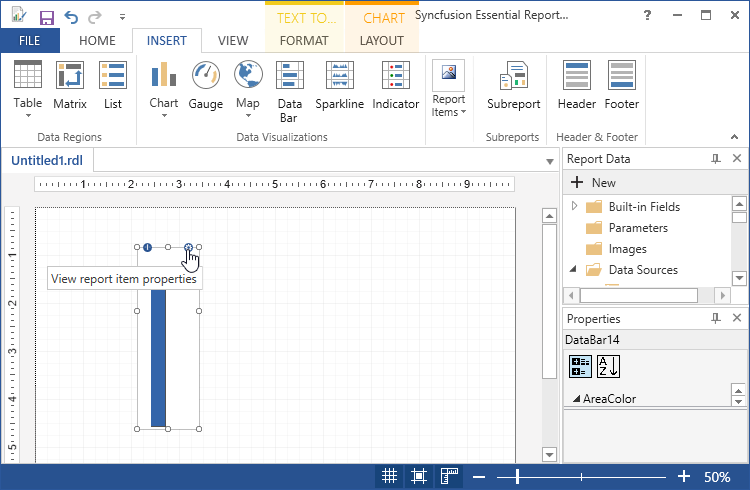 TEXT TO... CHART Syncfusion Essential Report... ?
FILE HOME INSERT VIEW FORMAT LAYOUT
Table Matrix List Chart Gauge Map Data Bar Sparkline Indicator Report Items Subreport Header Footer
Data Regions Data Visualizations Subreports Header & Footer
Untitled1.rdl
Report Data
1 2 3 4 5 6 7 8 9
New
Built-in Fields
Parameters
Images
Data Sources
1
2
3
4
5
View report item properties
Properties
DataBar14
A Z
AreaColor
50%